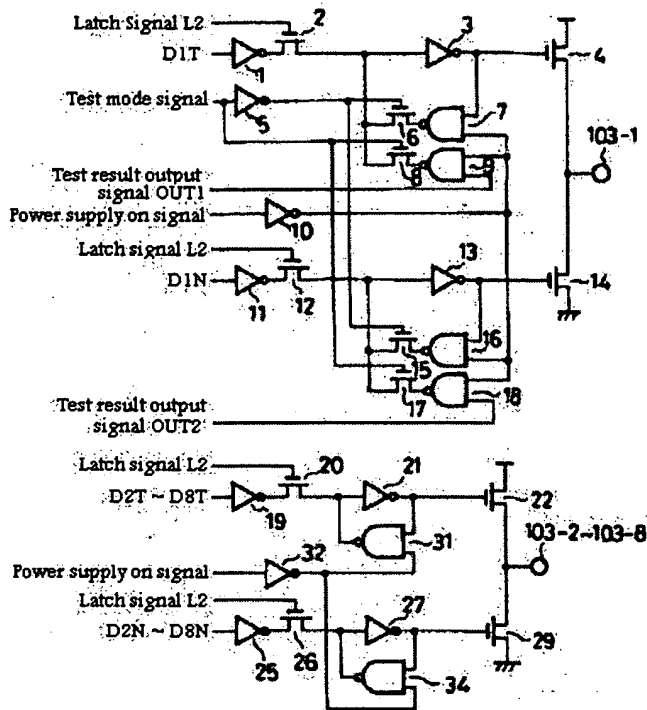 Latch Signal L2
2
3
D1T
1
4
Test mode signal
5
6
7
103-1
8
9
Test result output
signal OUT1
Power supply on signal
10
Latch signal L2
13
D1N
11
12
14
15
16
17
18
Test result output
signal OUT2
Latch signal L2
20
21
D2T ~ D8T
19
22
31
103-2~103-8
32
Power supply on signal
Latch signal L2
27
D2N ~ D8N
25
26
29
34